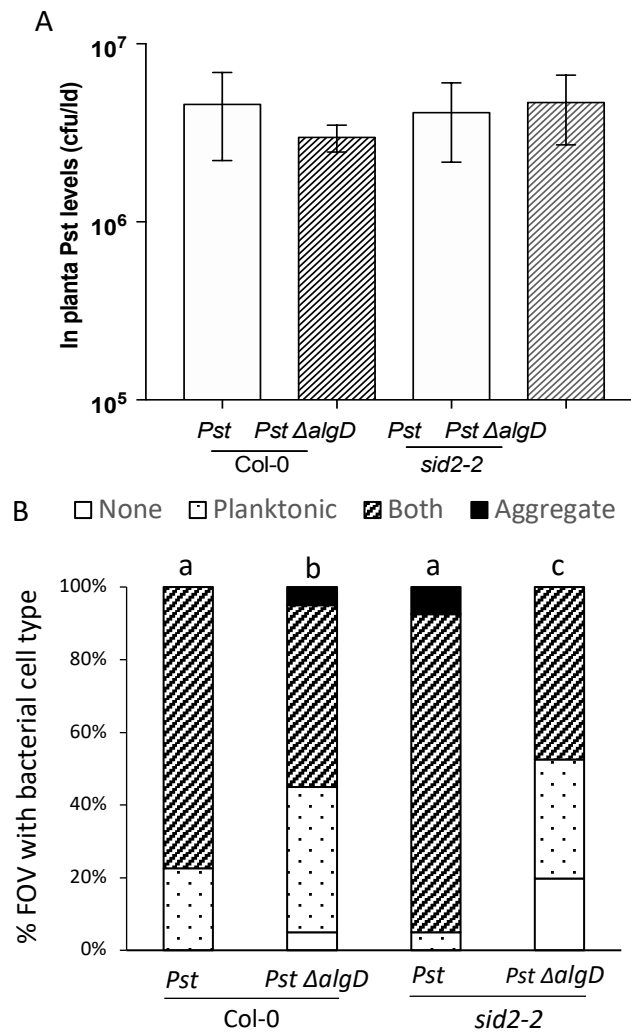 A
In planta Pst levels (cfu/ld)
10⁷
10⁶
10⁵
Pst Pst ΔalgD Pst Pst ΔalgD
Col-0 sid2-2
B None Planktonic Both Aggregate
% FOV with bacterial cell type
a b a c
100%
80%
60%
40%
20%
0%
Pst Pst ΔalgD Pst Pst ΔalgD
Col-0 sid2-2